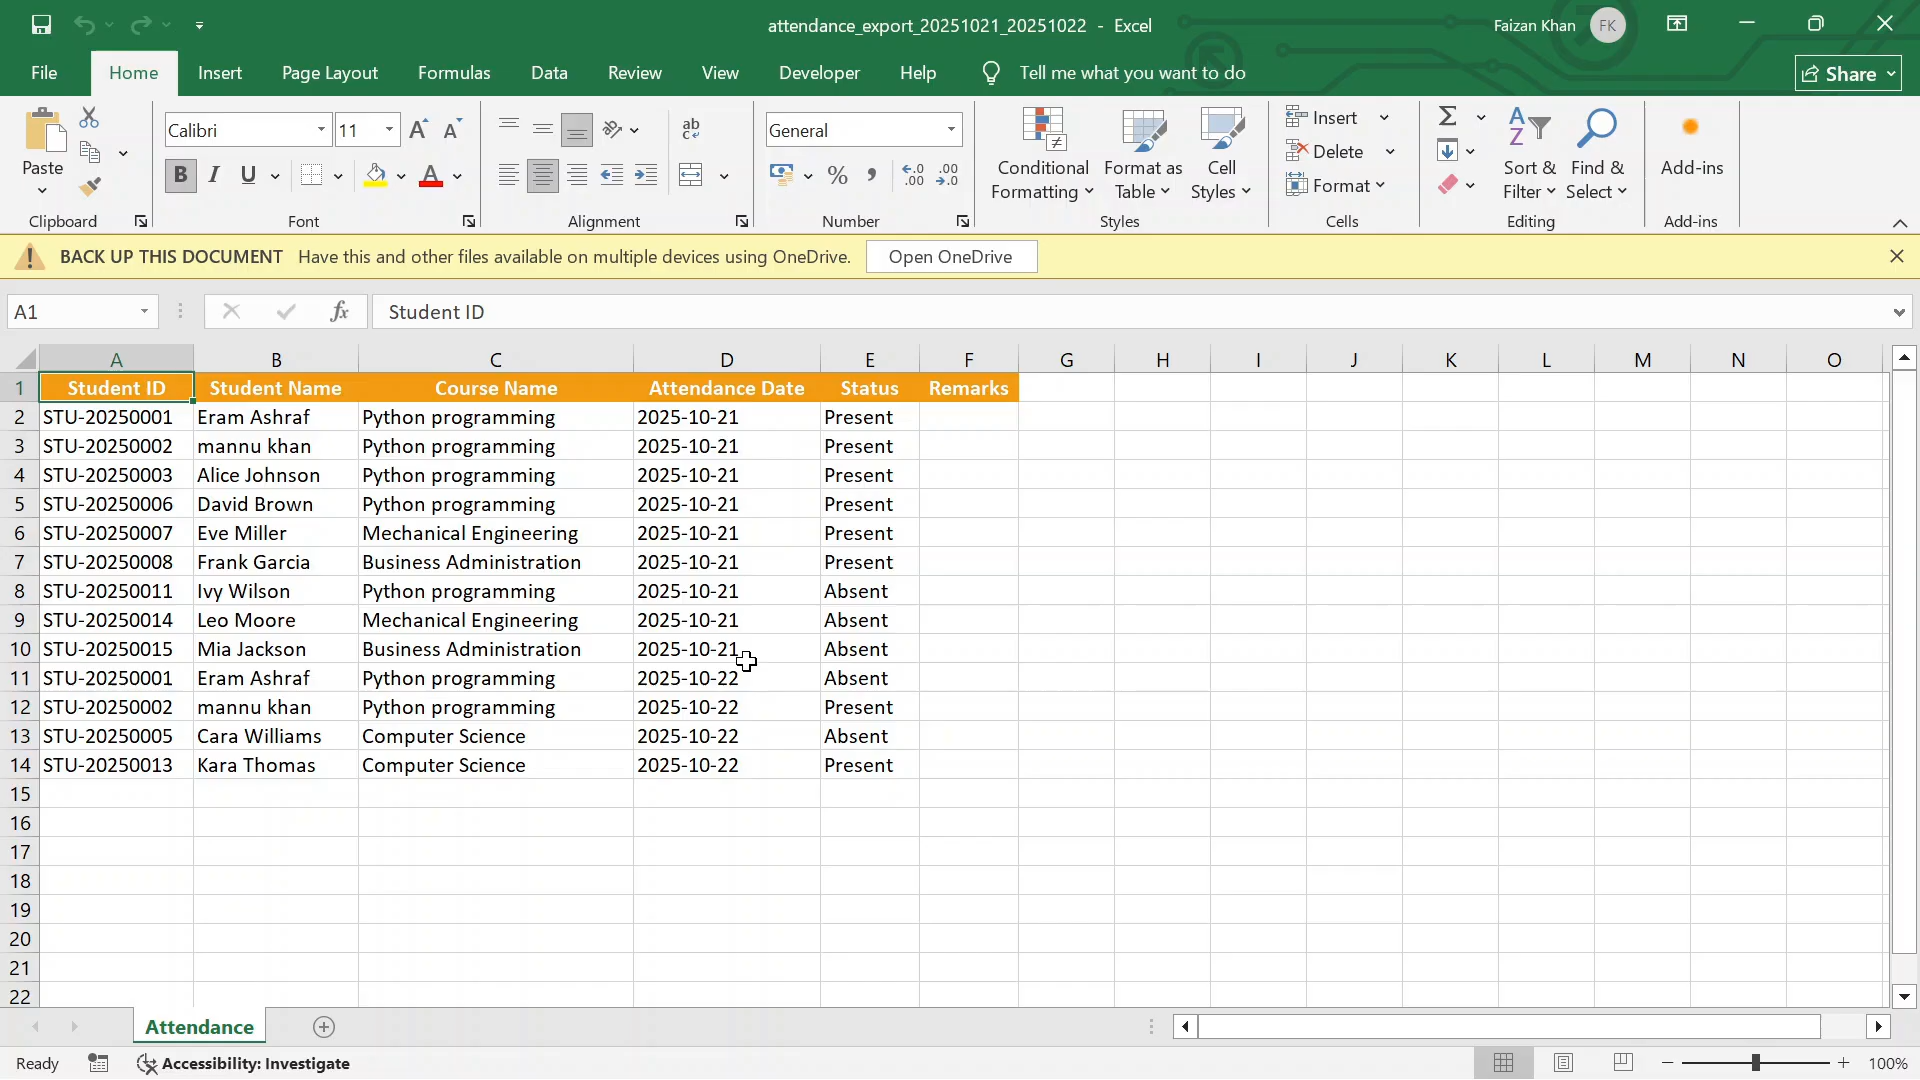 attendance_export_20251021_20251022 - Excel
Faizan Khan FK
File Home Insert Page Layout Formulas Data Review View Developer Help Tell me what you want to do Share
Calibri 11 General
Paste B I U A % Conditional Formatting Format as Table Cell Styles Insert Delete Format Sort & Filter Find & Select Add-ins
Clipboard Font Alignment Number Styles Cells Editing Add-ins
BACK UP THIS DOCUMENT Have this and other files available on multiple devices using OneDrive. Open OneDrive
A1 fx Student ID
A B C D E F G H I J K L M N O
1 Student ID Student Name Course Name Attendance Date Status Remarks
2 STU-20250001 Eram Ashraf Python programming 2025-10-21 Present
3 STU-20250002 mannu khan Python programming 2025-10-21 Present
4 STU-20250003 Alice Johnson Python programming 2025-10-21 Present
5 STU-20250006 David Brown Python programming 2025-10-21 Present
6 STU-20250007 Eve Miller Mechanical Engineering 2025-10-21 Present
7 STU-20250008 Frank Garcia Business Administration 2025-10-21 Present
8 STU-20250011 Ivy Wilson Python programming 2025-10-21 Absent
9 STU-20250014 Leo Moore Mechanical Engineering 2025-10-21 Absent
10 STU-20250015 Mia Jackson Business Administration 2025-10-21 Absent
11 STU-20250001 Eram Ashraf Python programming 2025-10-22 Absent
12 STU-20250002 mannu khan Python programming 2025-10-22 Present
13 STU-20250005 Cara Williams Computer Science 2025-10-22 Absent
14 STU-20250013 Kara Thomas Computer Science 2025-10-22 Present
15
16
17
18
19
20
21
22
Attendance
Ready Accessibility: Investigate 100%